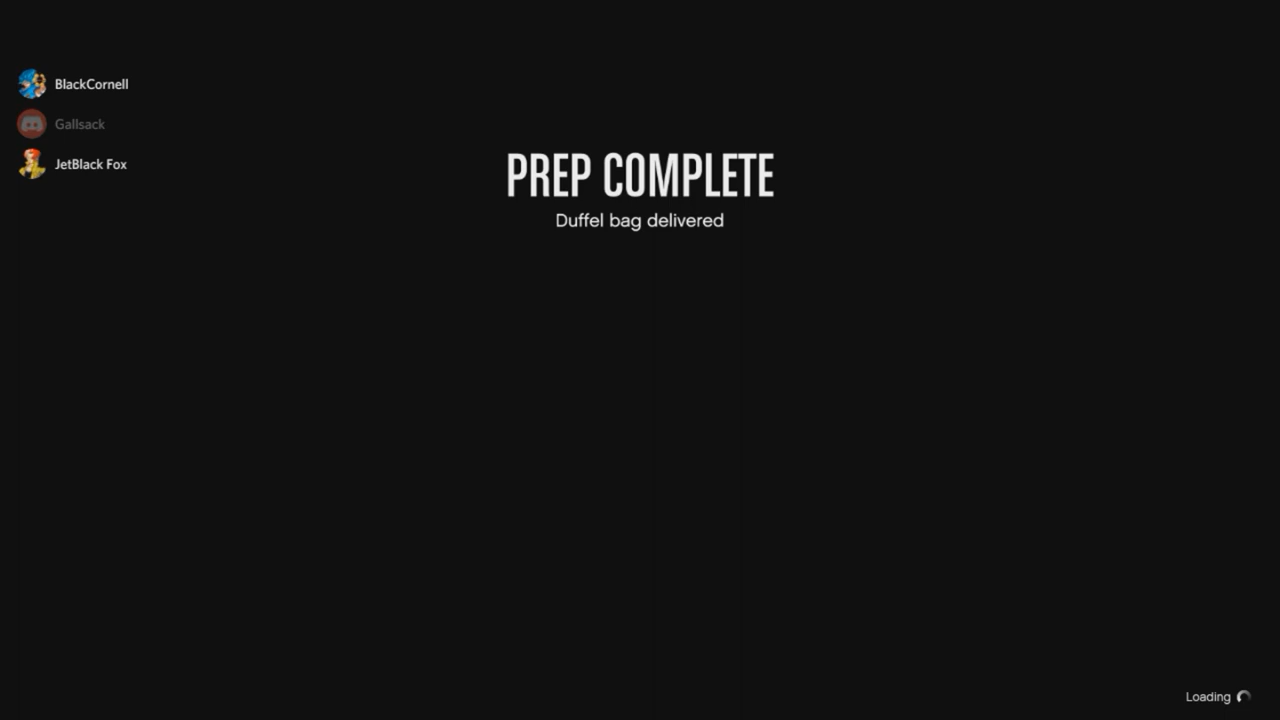 BlackCornell
Gallsack
JetBlack Fox
PREP COMPLETE
Duffel bag delivered
Loading